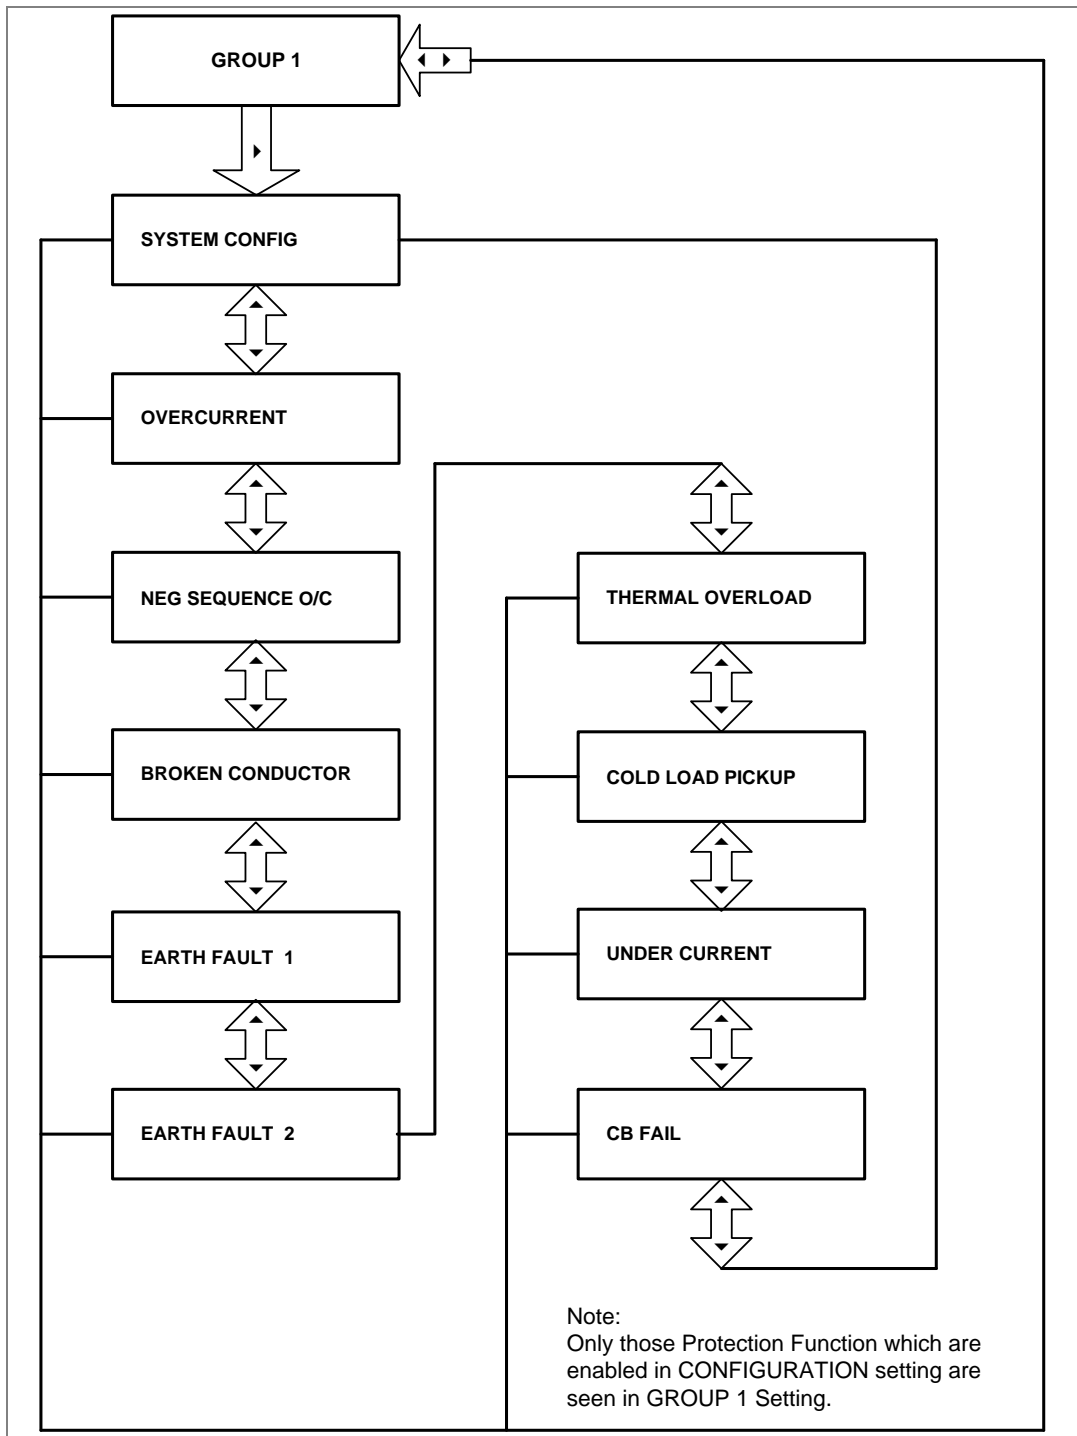 GROUP 1
SYSTEM CONFIG
OVERCURRENT
NEG SEQUENCE O/C
BROKEN CONDUCTOR
EARTH FAULT 1
EARTH FAULT 2
THERMAL OVERLOAD
COLD LOAD PICKUP
UNDER CURRENT
CB FAIL
Note:
Only those Protection Function which are
enabled in CONFIGURATION setting are
seen in GROUP 1 Setting.